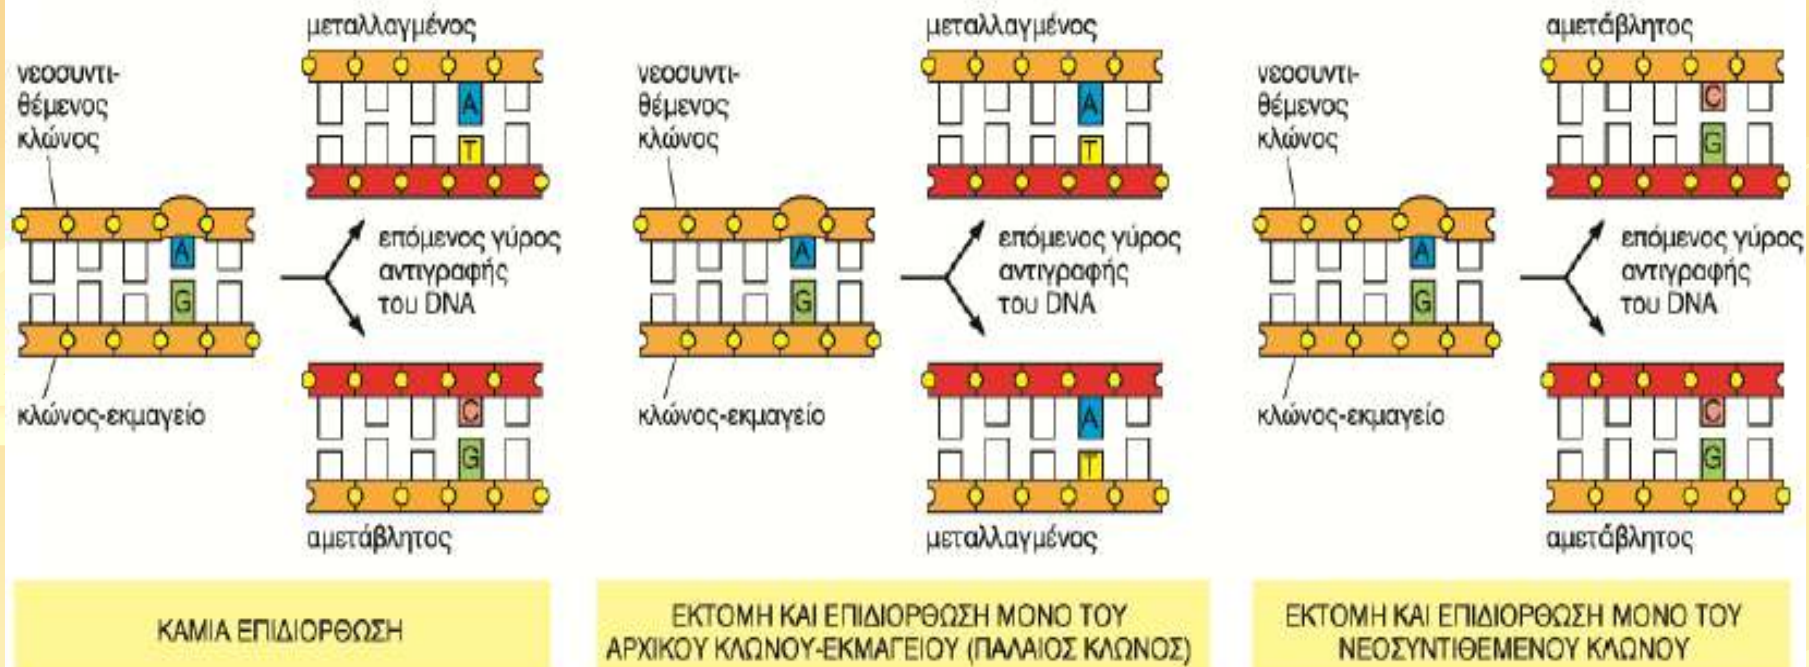 μεταλλαγμένος
νεοσυντι-
θέμενος
κλώνος
A
T
A
G
επόμενος γύρος
αντιγραφής
του DNA
κλώνος-εκμαγείο
C
G
αμετάβλητος
ΚΑΜΙΑ ΕΠΙΔΙΟΡΘΩΣΗ
μεταλλαγμένος
νεοσυντι-
θέμενος
κλώνος
A
T
A
G
επόμενος γύρος
αντιγραφής
του DNA
κλώνος-εκμαγείο
A
T
μεταλλαγμένος
ΕΚΤΟΜΗ ΚΑΙ ΕΠΙΔΙΟΡΘΩΣΗ ΜΟΝΟ ΤΟΥ
ΑΡΧΙΚΟΥ ΚΛΩΝΟΥ-ΕΚΜΑΓΕΙΟΥ (ΠΑΛΑΙΟΣ ΚΛΩΝΟΣ)
αμετάβλητος
νεοσυντι-
θέμενος
κλώνος
C
G
A
G
επόμενος γύρος
αντιγραφής
του DNA
κλώνος-εκμαγείο
C
G
αμετάβλητος
ΕΚΤΟΜΗ ΚΑΙ ΕΠΙΔΙΟΡΘΩΣΗ ΜΟΝΟ ΤΟΥ
ΝΕΟΣΥΝΤΙΘΕΜΕΝΟΥ ΚΛΩΝΟΥ